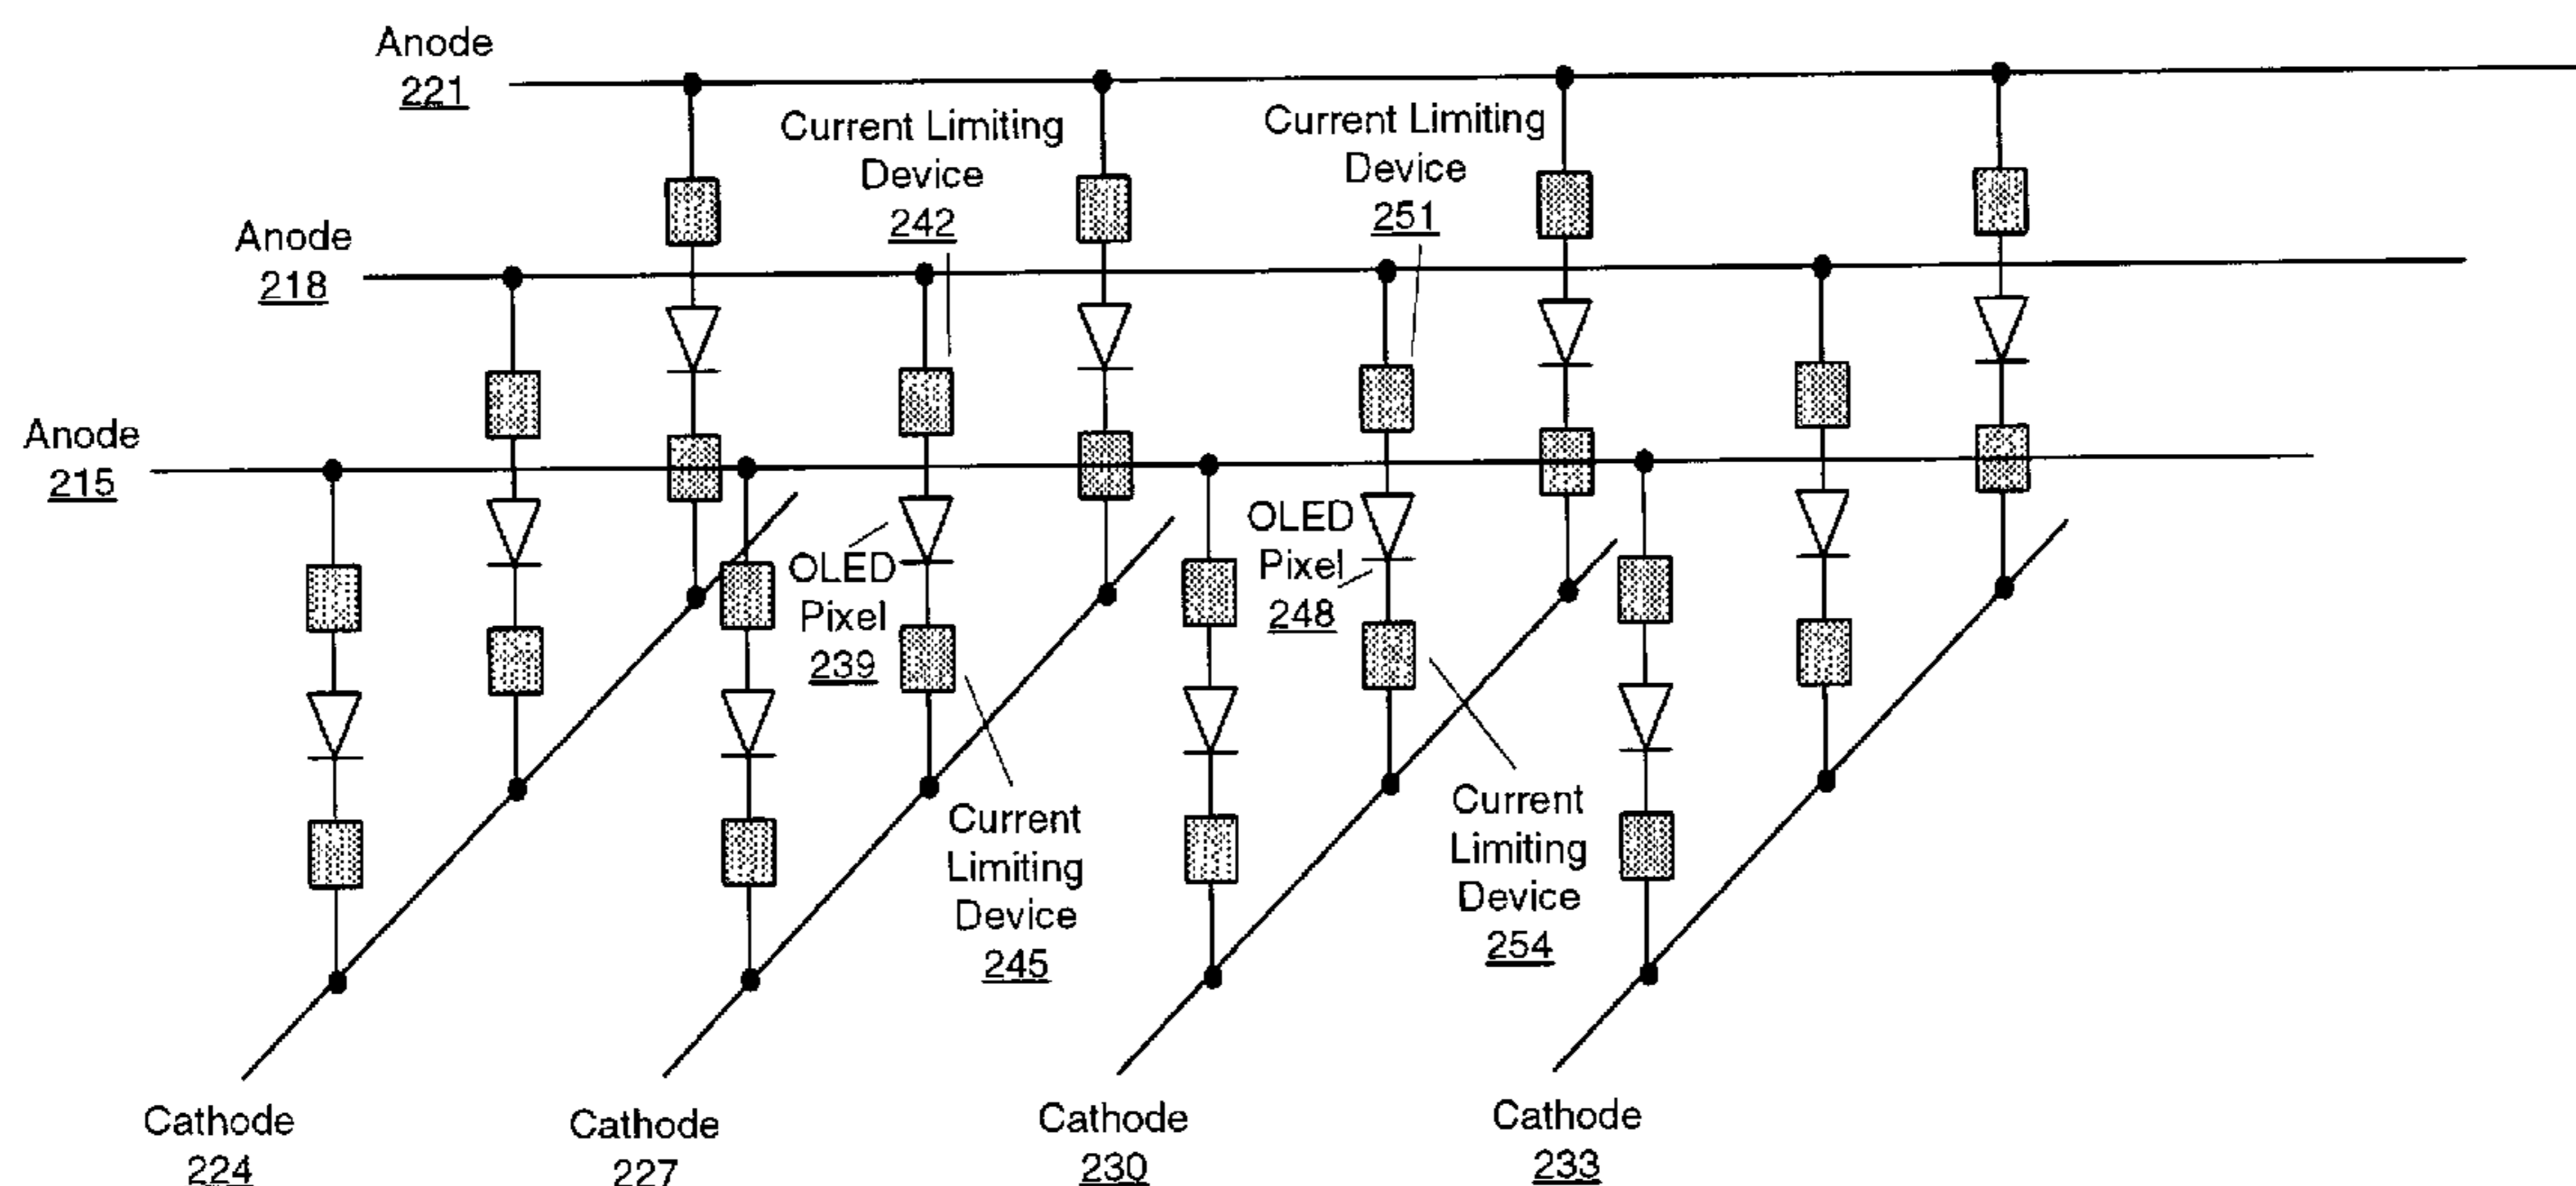 Anode
221
Current Limiting
Device
242
Current Limiting
Device
251
Anode
218
Anode
215
OLED
Pixel
239
OLED
Pixel
248
Current
Limiting
Device
245
Current
Limiting
Device
254
Cathode
224
Cathode
227
Cathode
230
Cathode
233